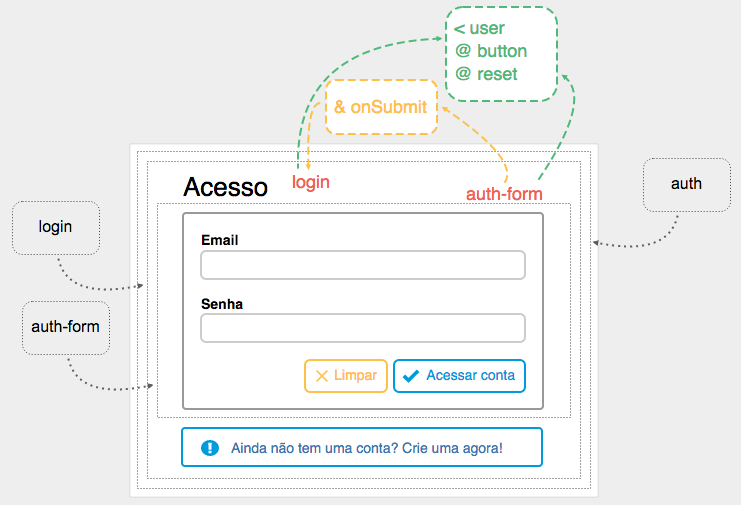 < user
@ button
@ reset
& onSubmit
Acesso
login
auth-form
auth
login
auth-form
Email
Senha
Limpar
Acessar conta
Ainda não tem uma conta? Crie uma agora!